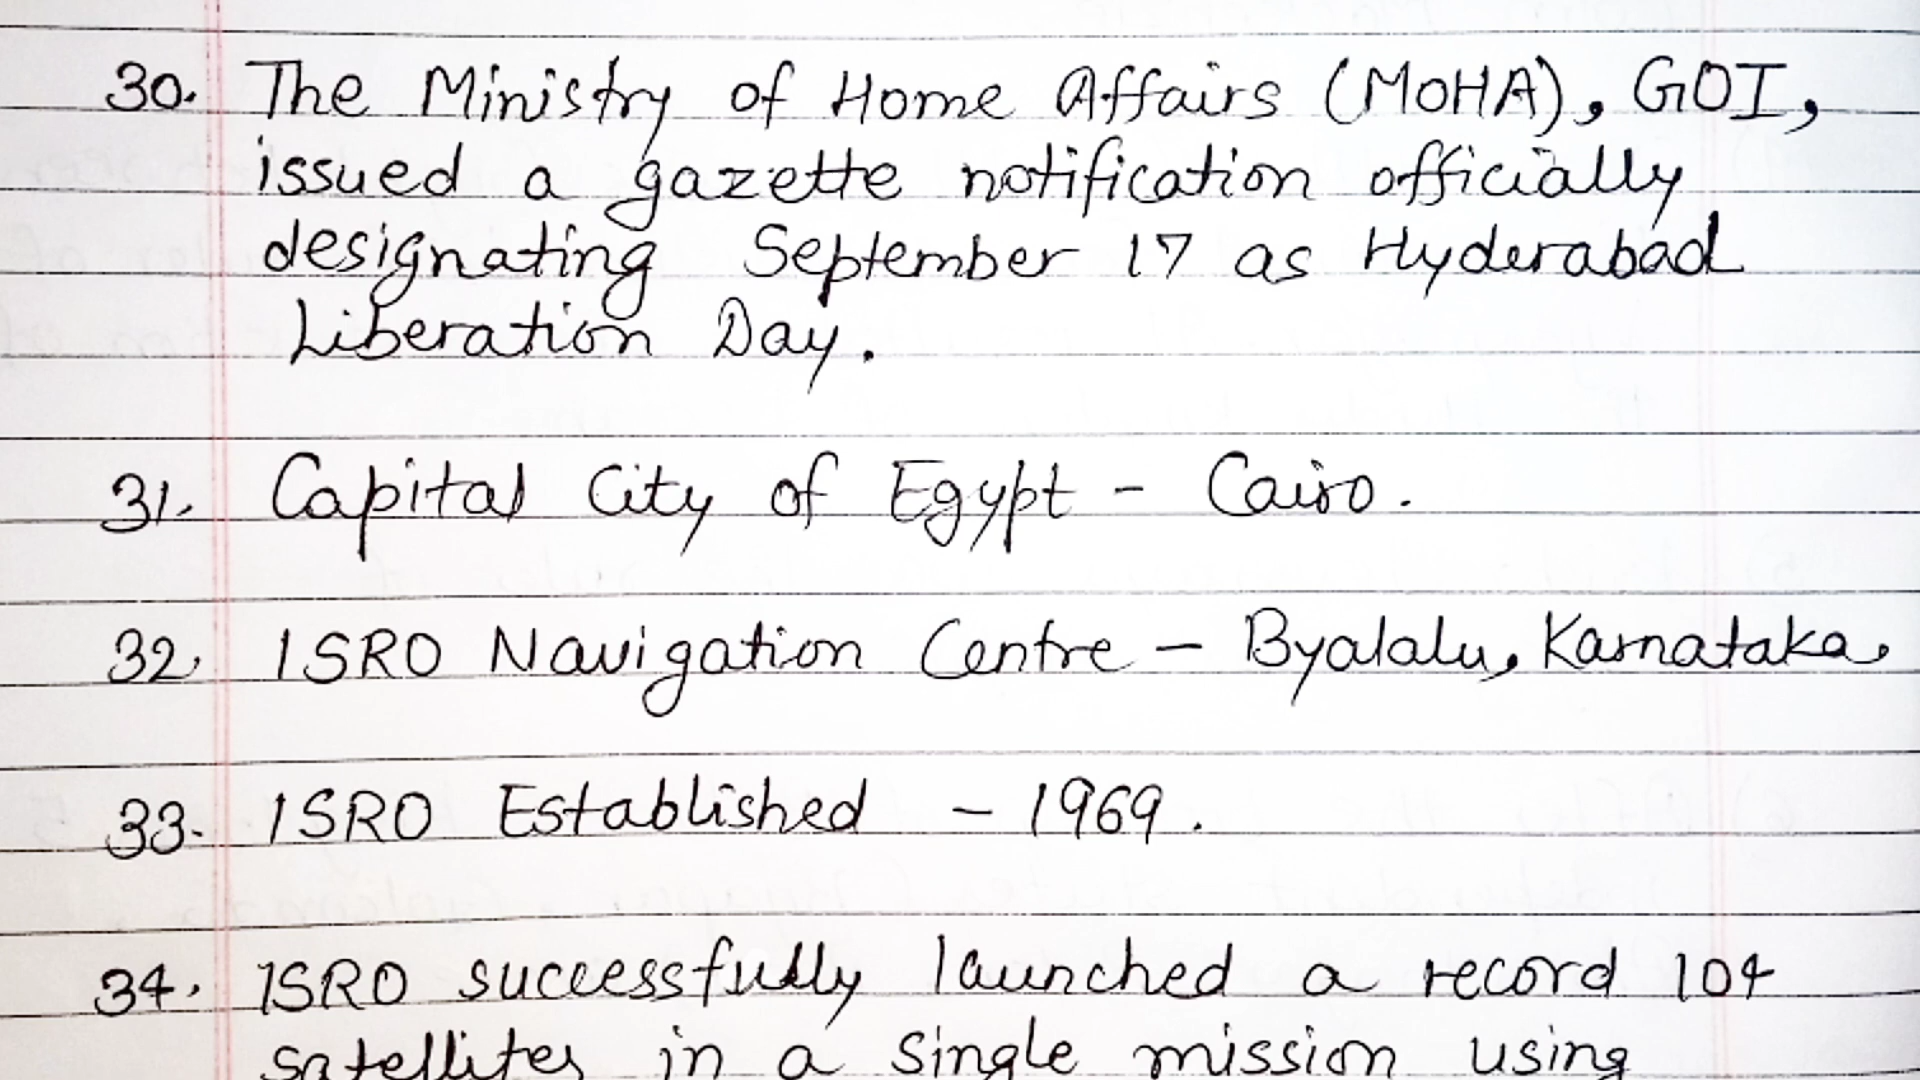 30. The Ministry of Home Affairs (MOHA), GOI,
issued a gazette notification officially
designating September 17 as Hyderabad
Liberation Day.
31. Capital City of Egypt - Cairo.
32. ISRO Navigation Centre - Byalalu, Karnataka.
33. ISRO Established - 1969.
34. ISRO successfully launched a record 104
satellites in a single mission using